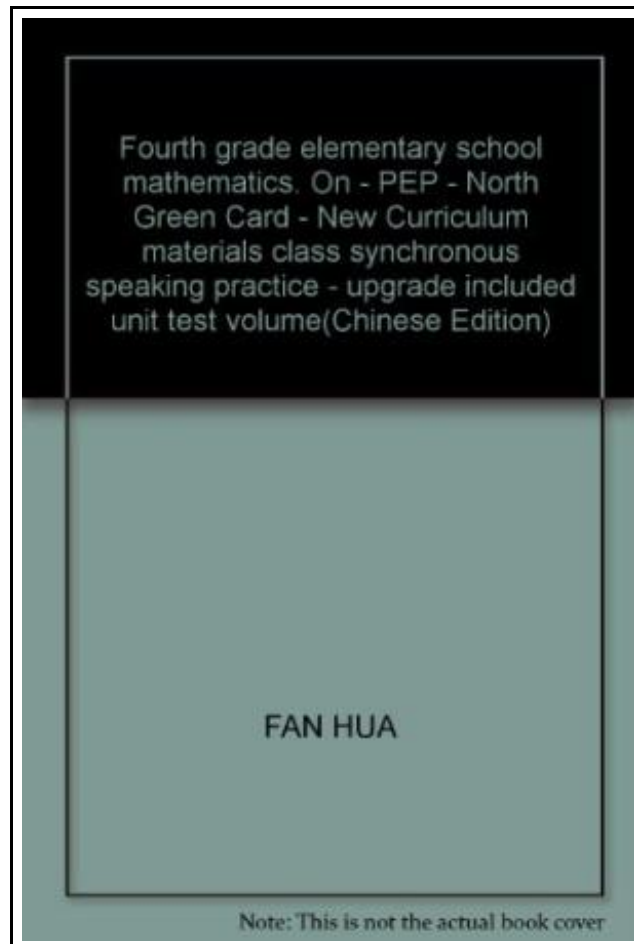 Fourth grade elementary school
mathematics. On - PEP - North
Green Card - New Curriculum
materials class synchronous
speaking practice - upgrade included
unit test volume(Chinese Edition)
FAN HUA
Note: This is not the actual book cover